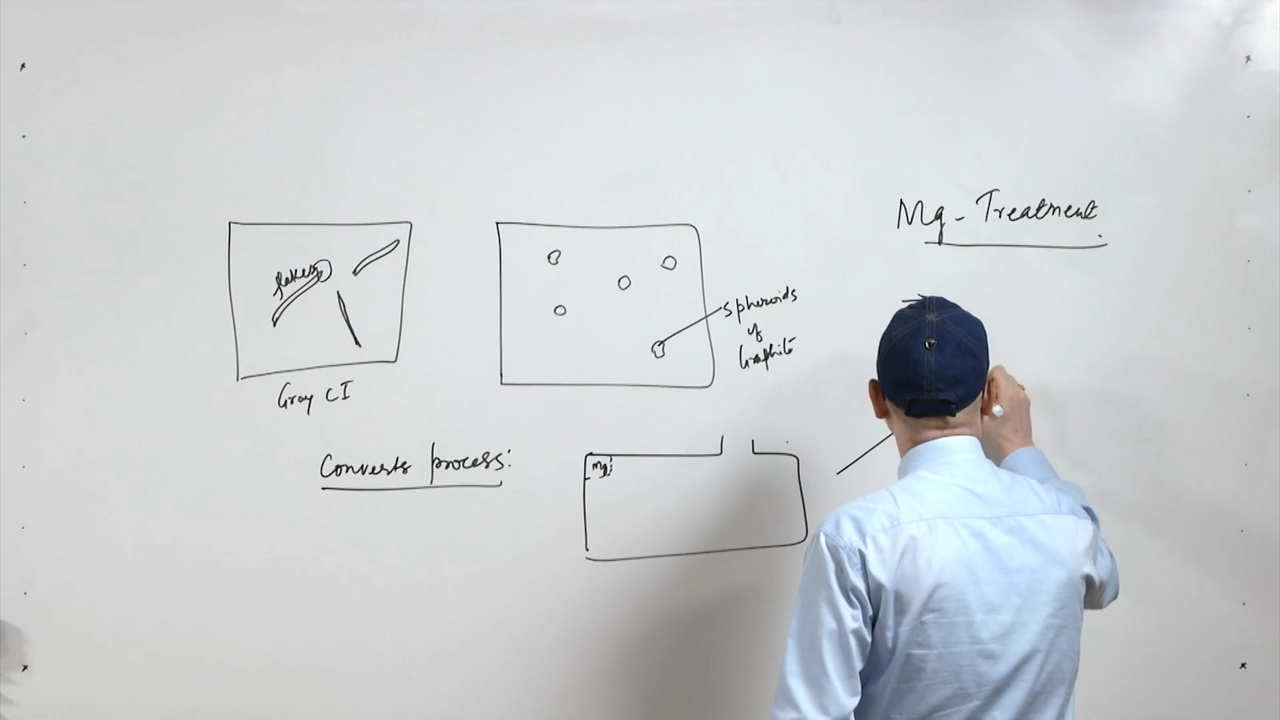 Mg - Treatment
flakes
spheroids
of
Graphite
Gray CI
Converts process:
Mg